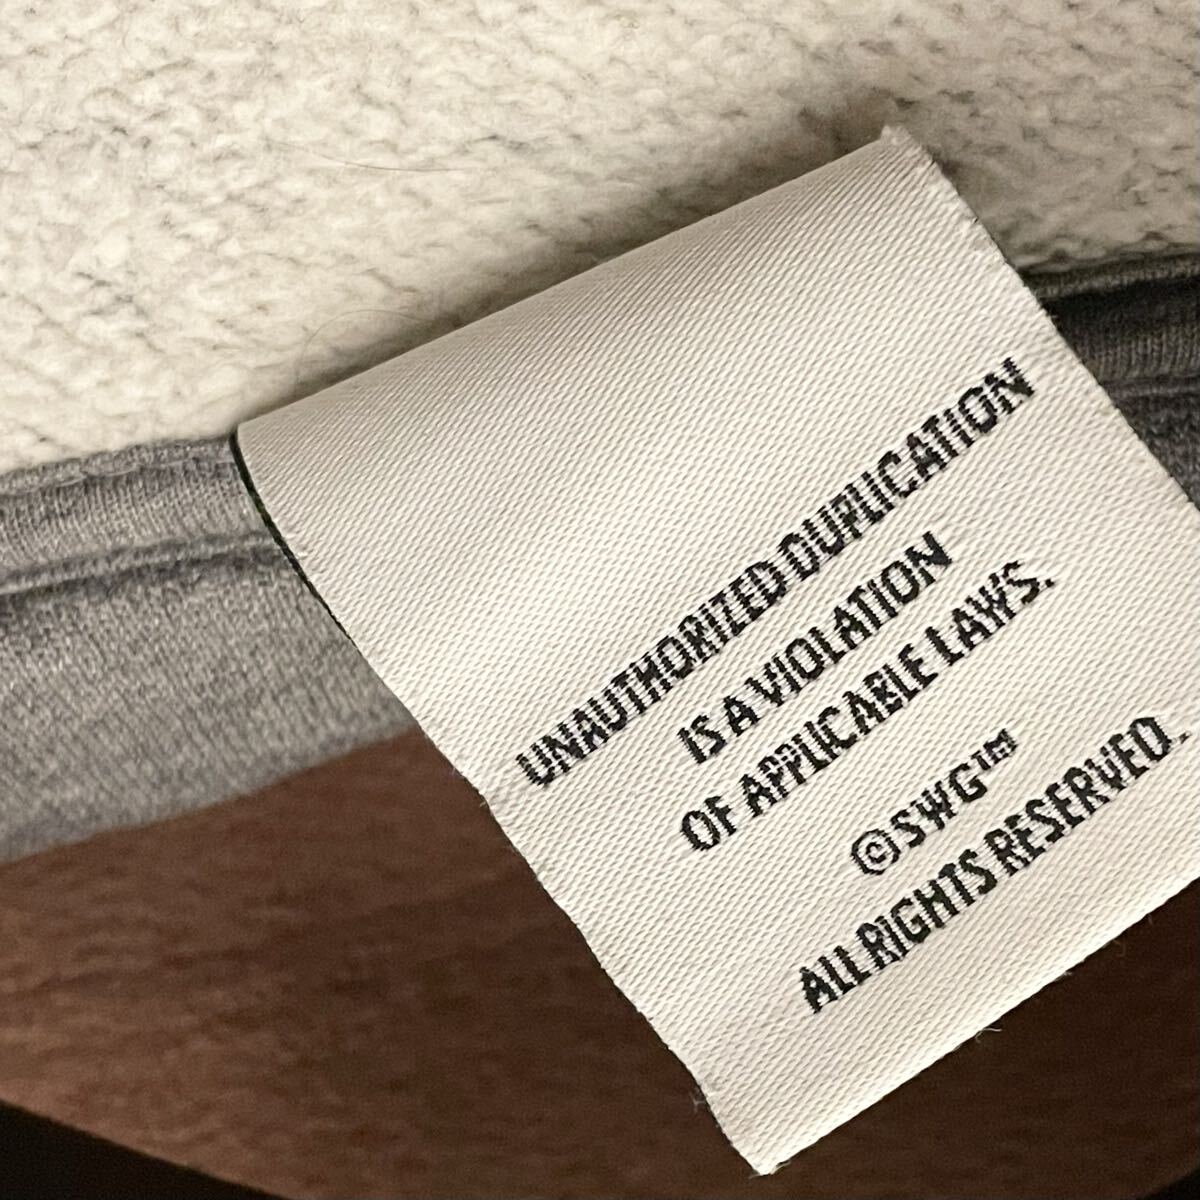 UNAUTHORIZED DUPLICATION
IS A VIOLATION
OF APPLICABLE LAWS.
©SWG™
ALL RIGHTS RESERVED.